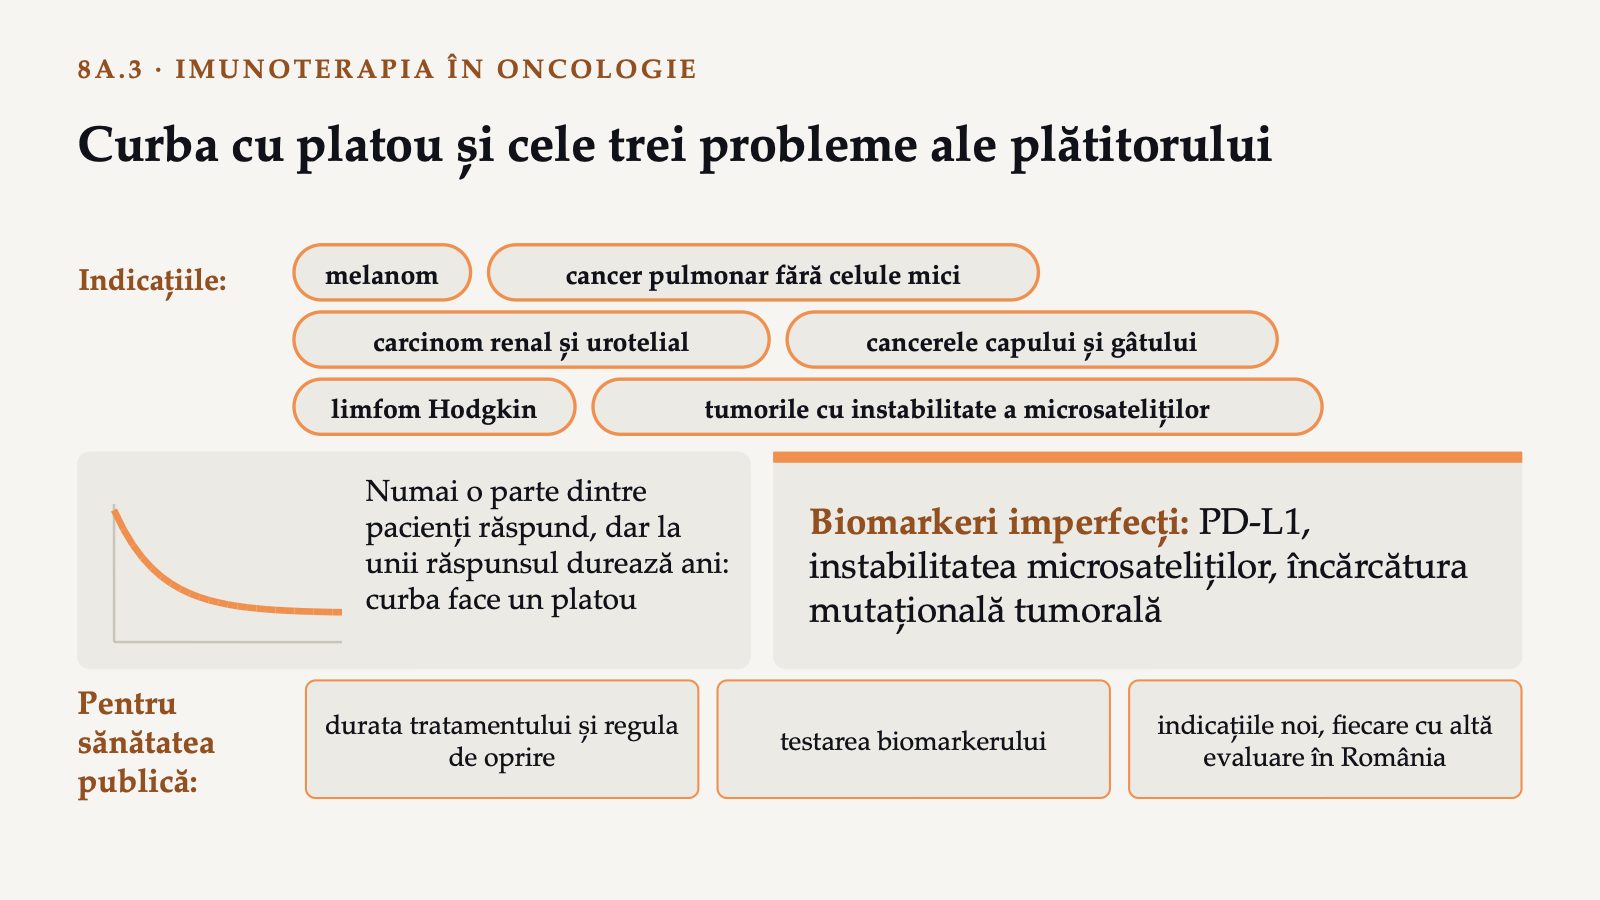 8A.3 · IMUNOTERAPIA ÎN ONCOLOGIE
Curba cu platou și cele trei probleme ale plătitorului
Indicațiile:
melanom
cancer pulmonar fără celule mici
carcinom renal și urotelial
cancerele capului și gâtului
limfom Hodgkin
tumorile cu instabilitate a microsateliților
Numai o parte dintre
pacienți răspund, dar la
unii răspunsul durează ani:
curba face un platou
Biomarkeri imperfecți: PD-L1,
instabilitatea microsateliților, încărcătura
mutațională tumorală
Pentru
sănătatea
publică:
durata tratamentului și regula
de oprire
testarea biomarkerului
indicațiile noi, fiecare cu altă
evaluare în România